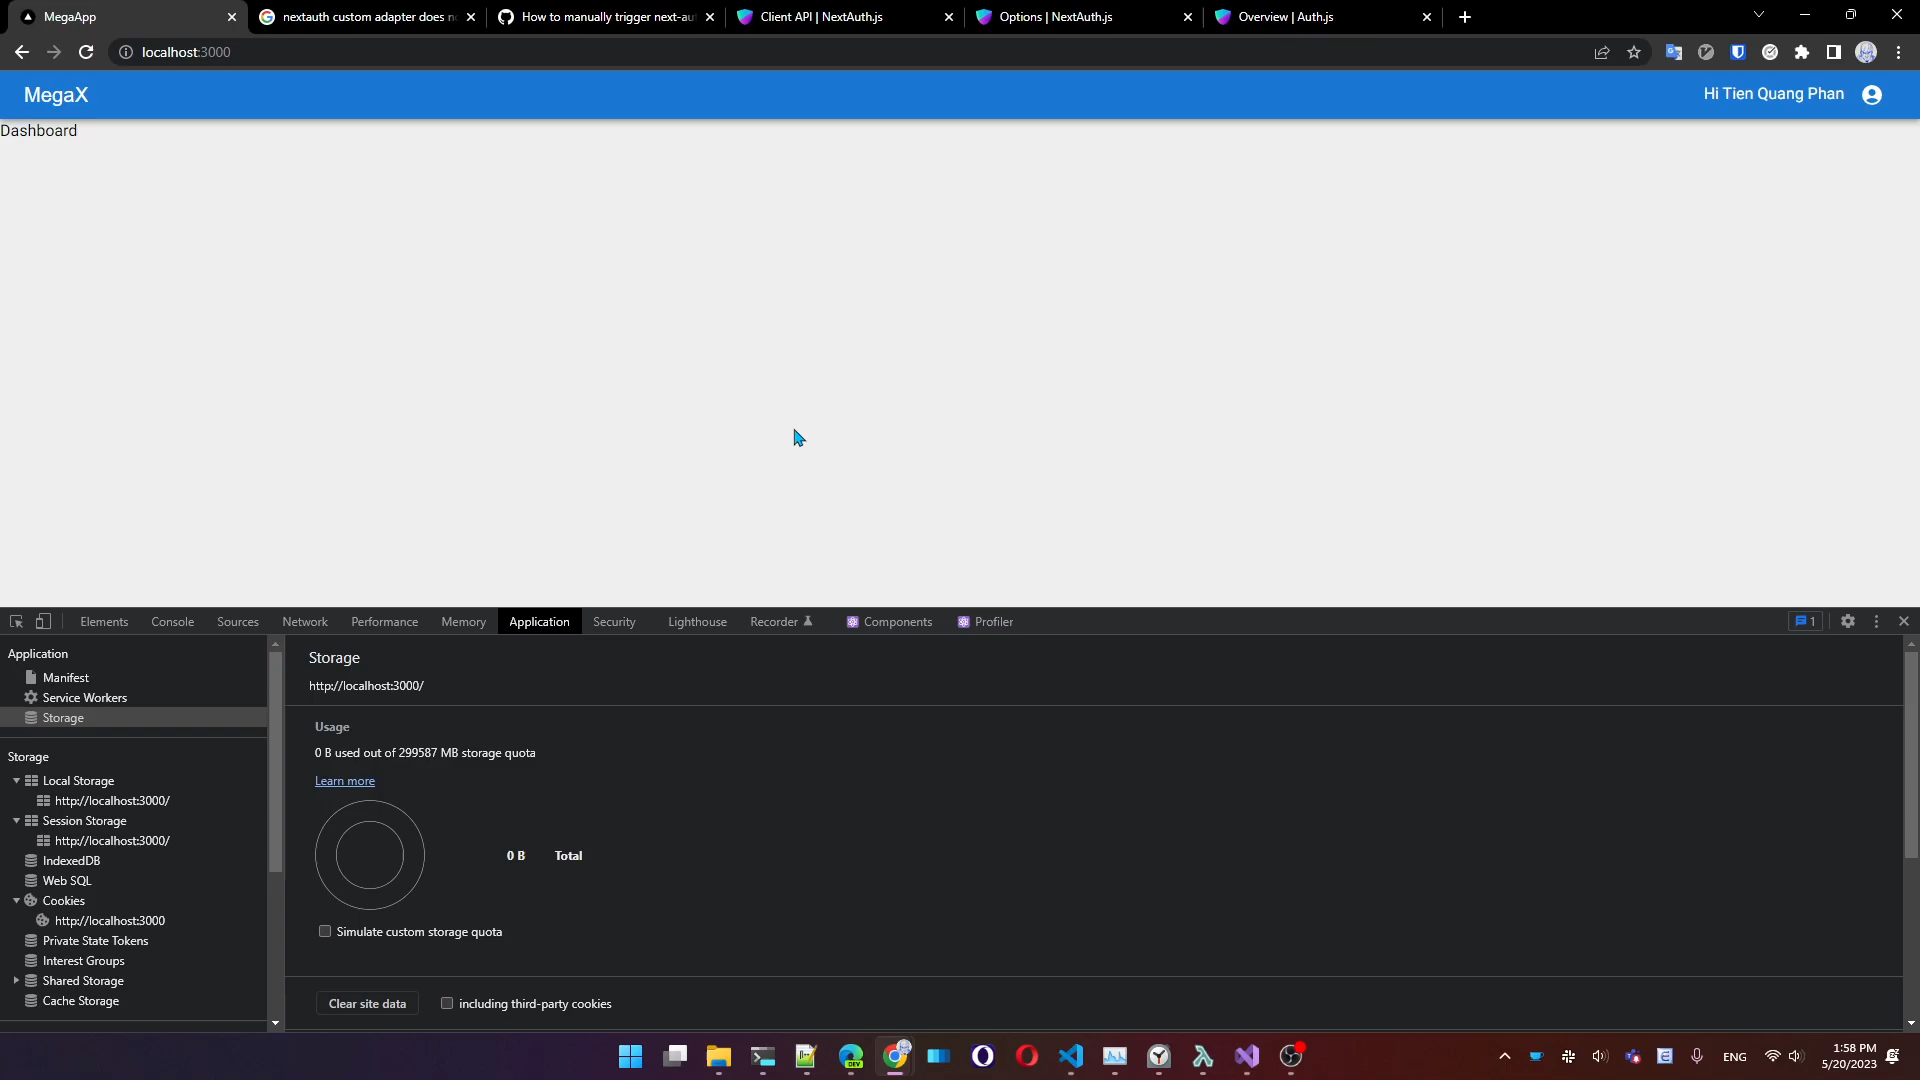 MegaApp
nextauth custom adapter does n
How to manually trigger next-au
Client API | NextAuth.js
Options | NextAuth.js
Overview | Auth.js
localhost:3000
MegaX
Hi Tien Quang Phan
Dashboard
Elements
Console
Sources
Network
Performance
Memory
Application
Security
Lighthouse
Recorder
Components
Profiler
1
Application
Manifest
Service Workers
Storage
Storage
Local Storage
http://localhost:3000/
Session Storage
http://localhost:3000/
IndexedDB
Web SQL
Cookies
http://localhost:3000
Private State Tokens
Interest Groups
Shared Storage
Cache Storage
Storage
http://localhost:3000/
Usage
0 B used out of 299587 MB storage quota
Learn more
0 B Total
Simulate custom storage quota
Clear site data
including third-party cookies
DEV
ENG
1:58 PM
5/20/2023